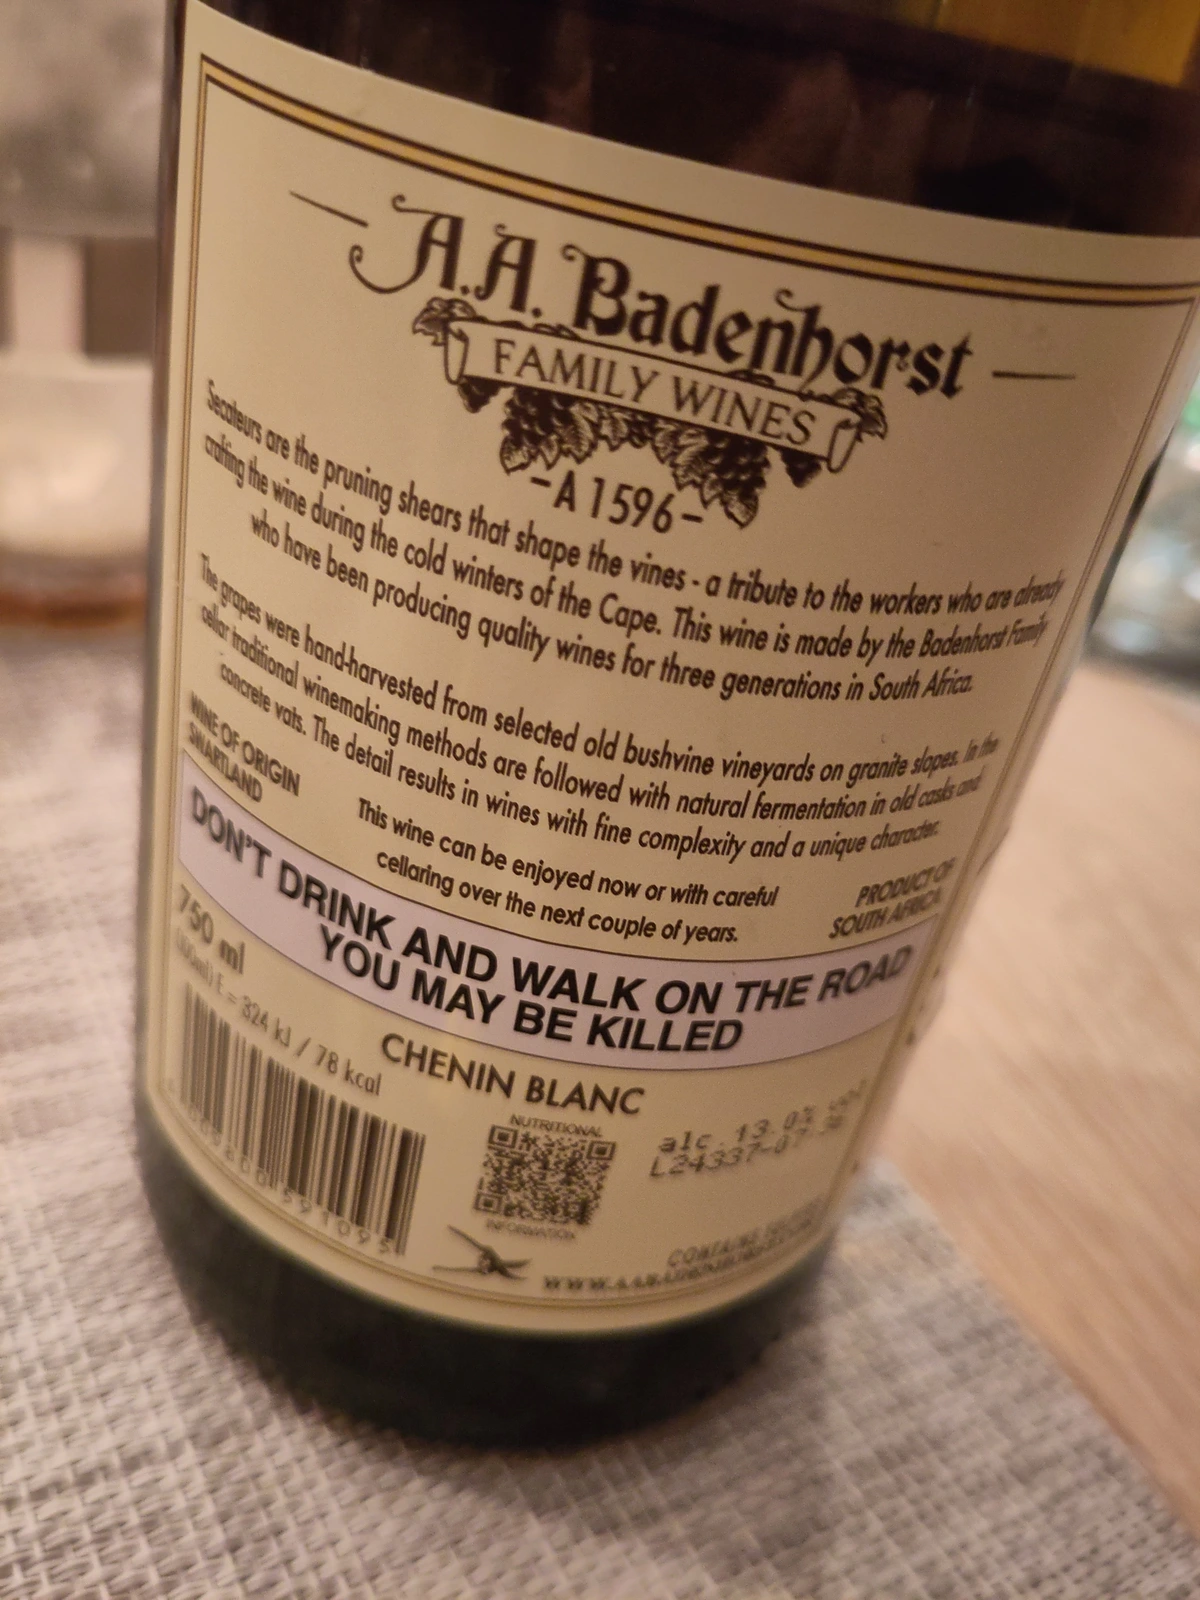 A.A. Badenhorst
FAMILY WINES
-A 1596-
Secateurs are the pruning shears that shape the vines - a tribute to the workers who are already
crafting the wine during the cold winters of the Cape. This wine is made by the Badenhorst Family
who have been producing quality wines for three generations in South Africa.
The grapes were hand-harvested from selected old bushvine vineyards on granite slopes. In the
cellar traditional winemaking methods are followed with natural fermentation in old casks and
concrete vats. The detail results in wines with fine complexity and a unique character.
WINE OF ORIGIN
SWARTLAND
This wine can be enjoyed now or with careful
cellaring over the next couple of years.
PRODUCT OF
SOUTH AFRICA
DON'T DRINK AND WALK ON THE ROAD
YOU MAY BE KILLED
750 ml
(100ml) E = 324 kJ / 78 kcal
CHENIN BLANC
NUTRITIONAL
INFORMATION
alc. 13.0% vol
L24337-07
CONTAINS